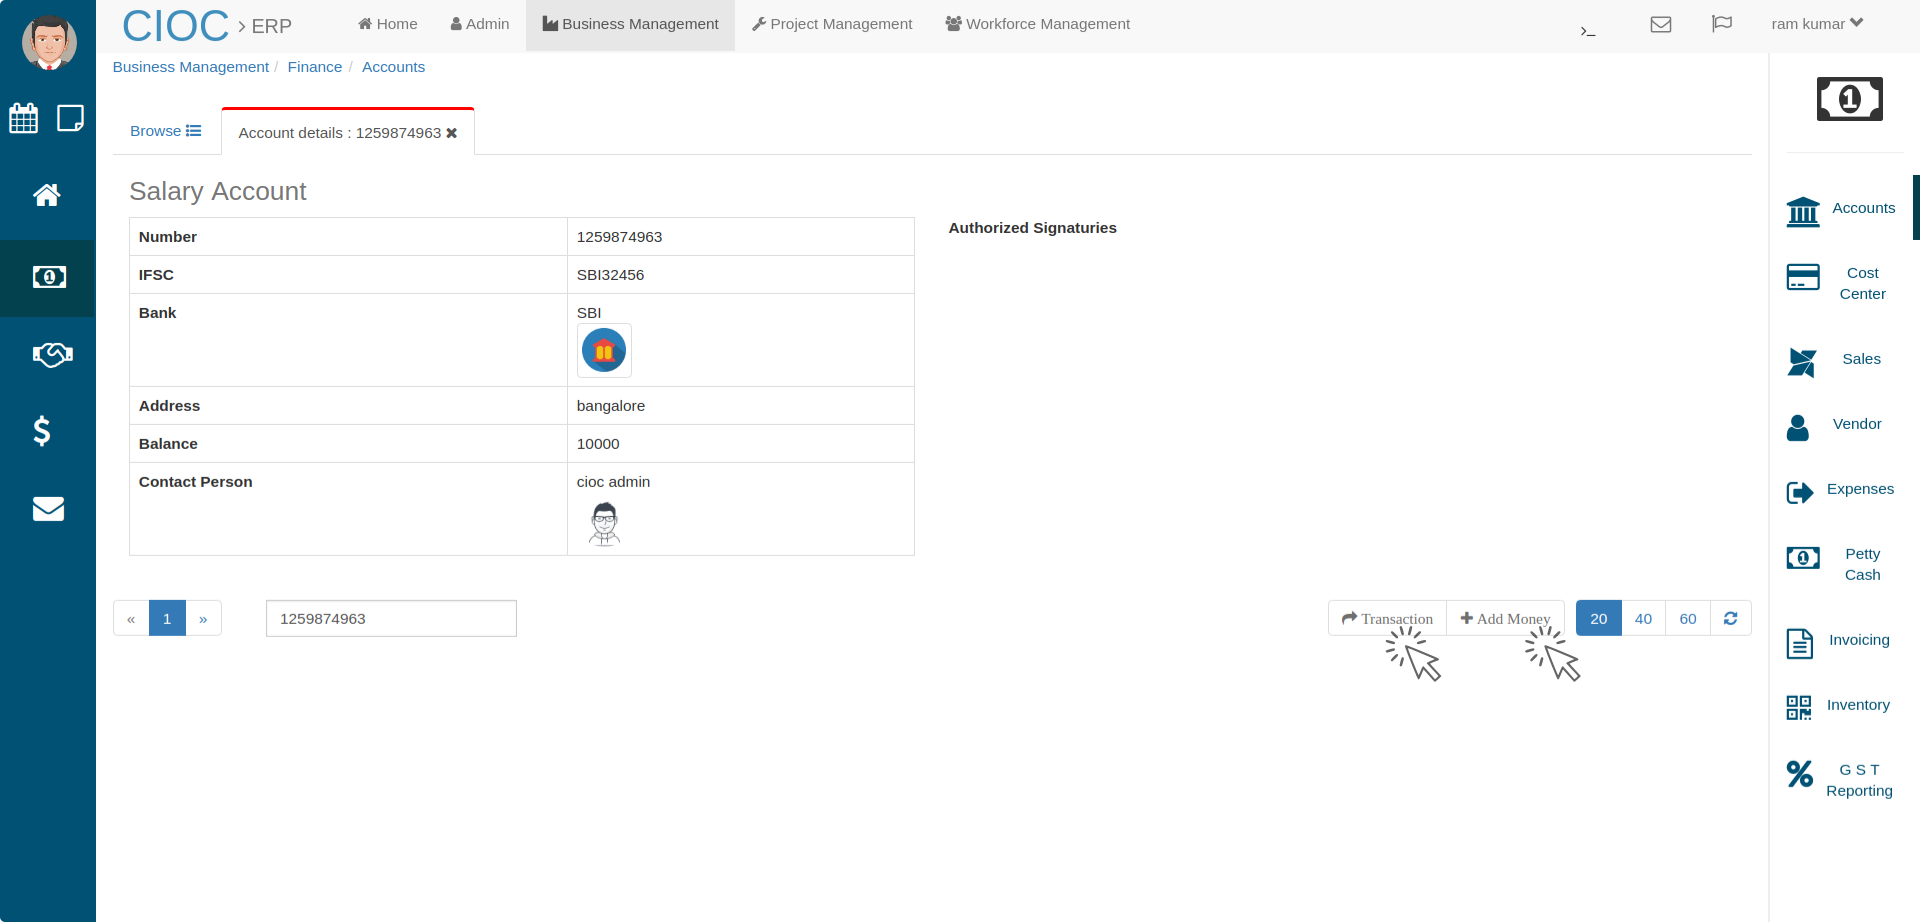 CIOC > ERP
Home
Admin
Business Management
Project Management
Workforce Management
>_
ram kumar
Business Management / Finance / Accounts
Browse
Account details : 1259874963
Salary Account
Number 1259874963
IFSC SBI32456
Bank SBI
Address bangalore
Balance 10000
Contact Person cioc admin
Authorized Signaturies
« 1 »
1259874963
Transaction
Add Money
20 40 60
1
Accounts
Cost
Center
Sales
Vendor
Expenses
Petty
Cash
Invoicing
Inventory
G S T
Reporting